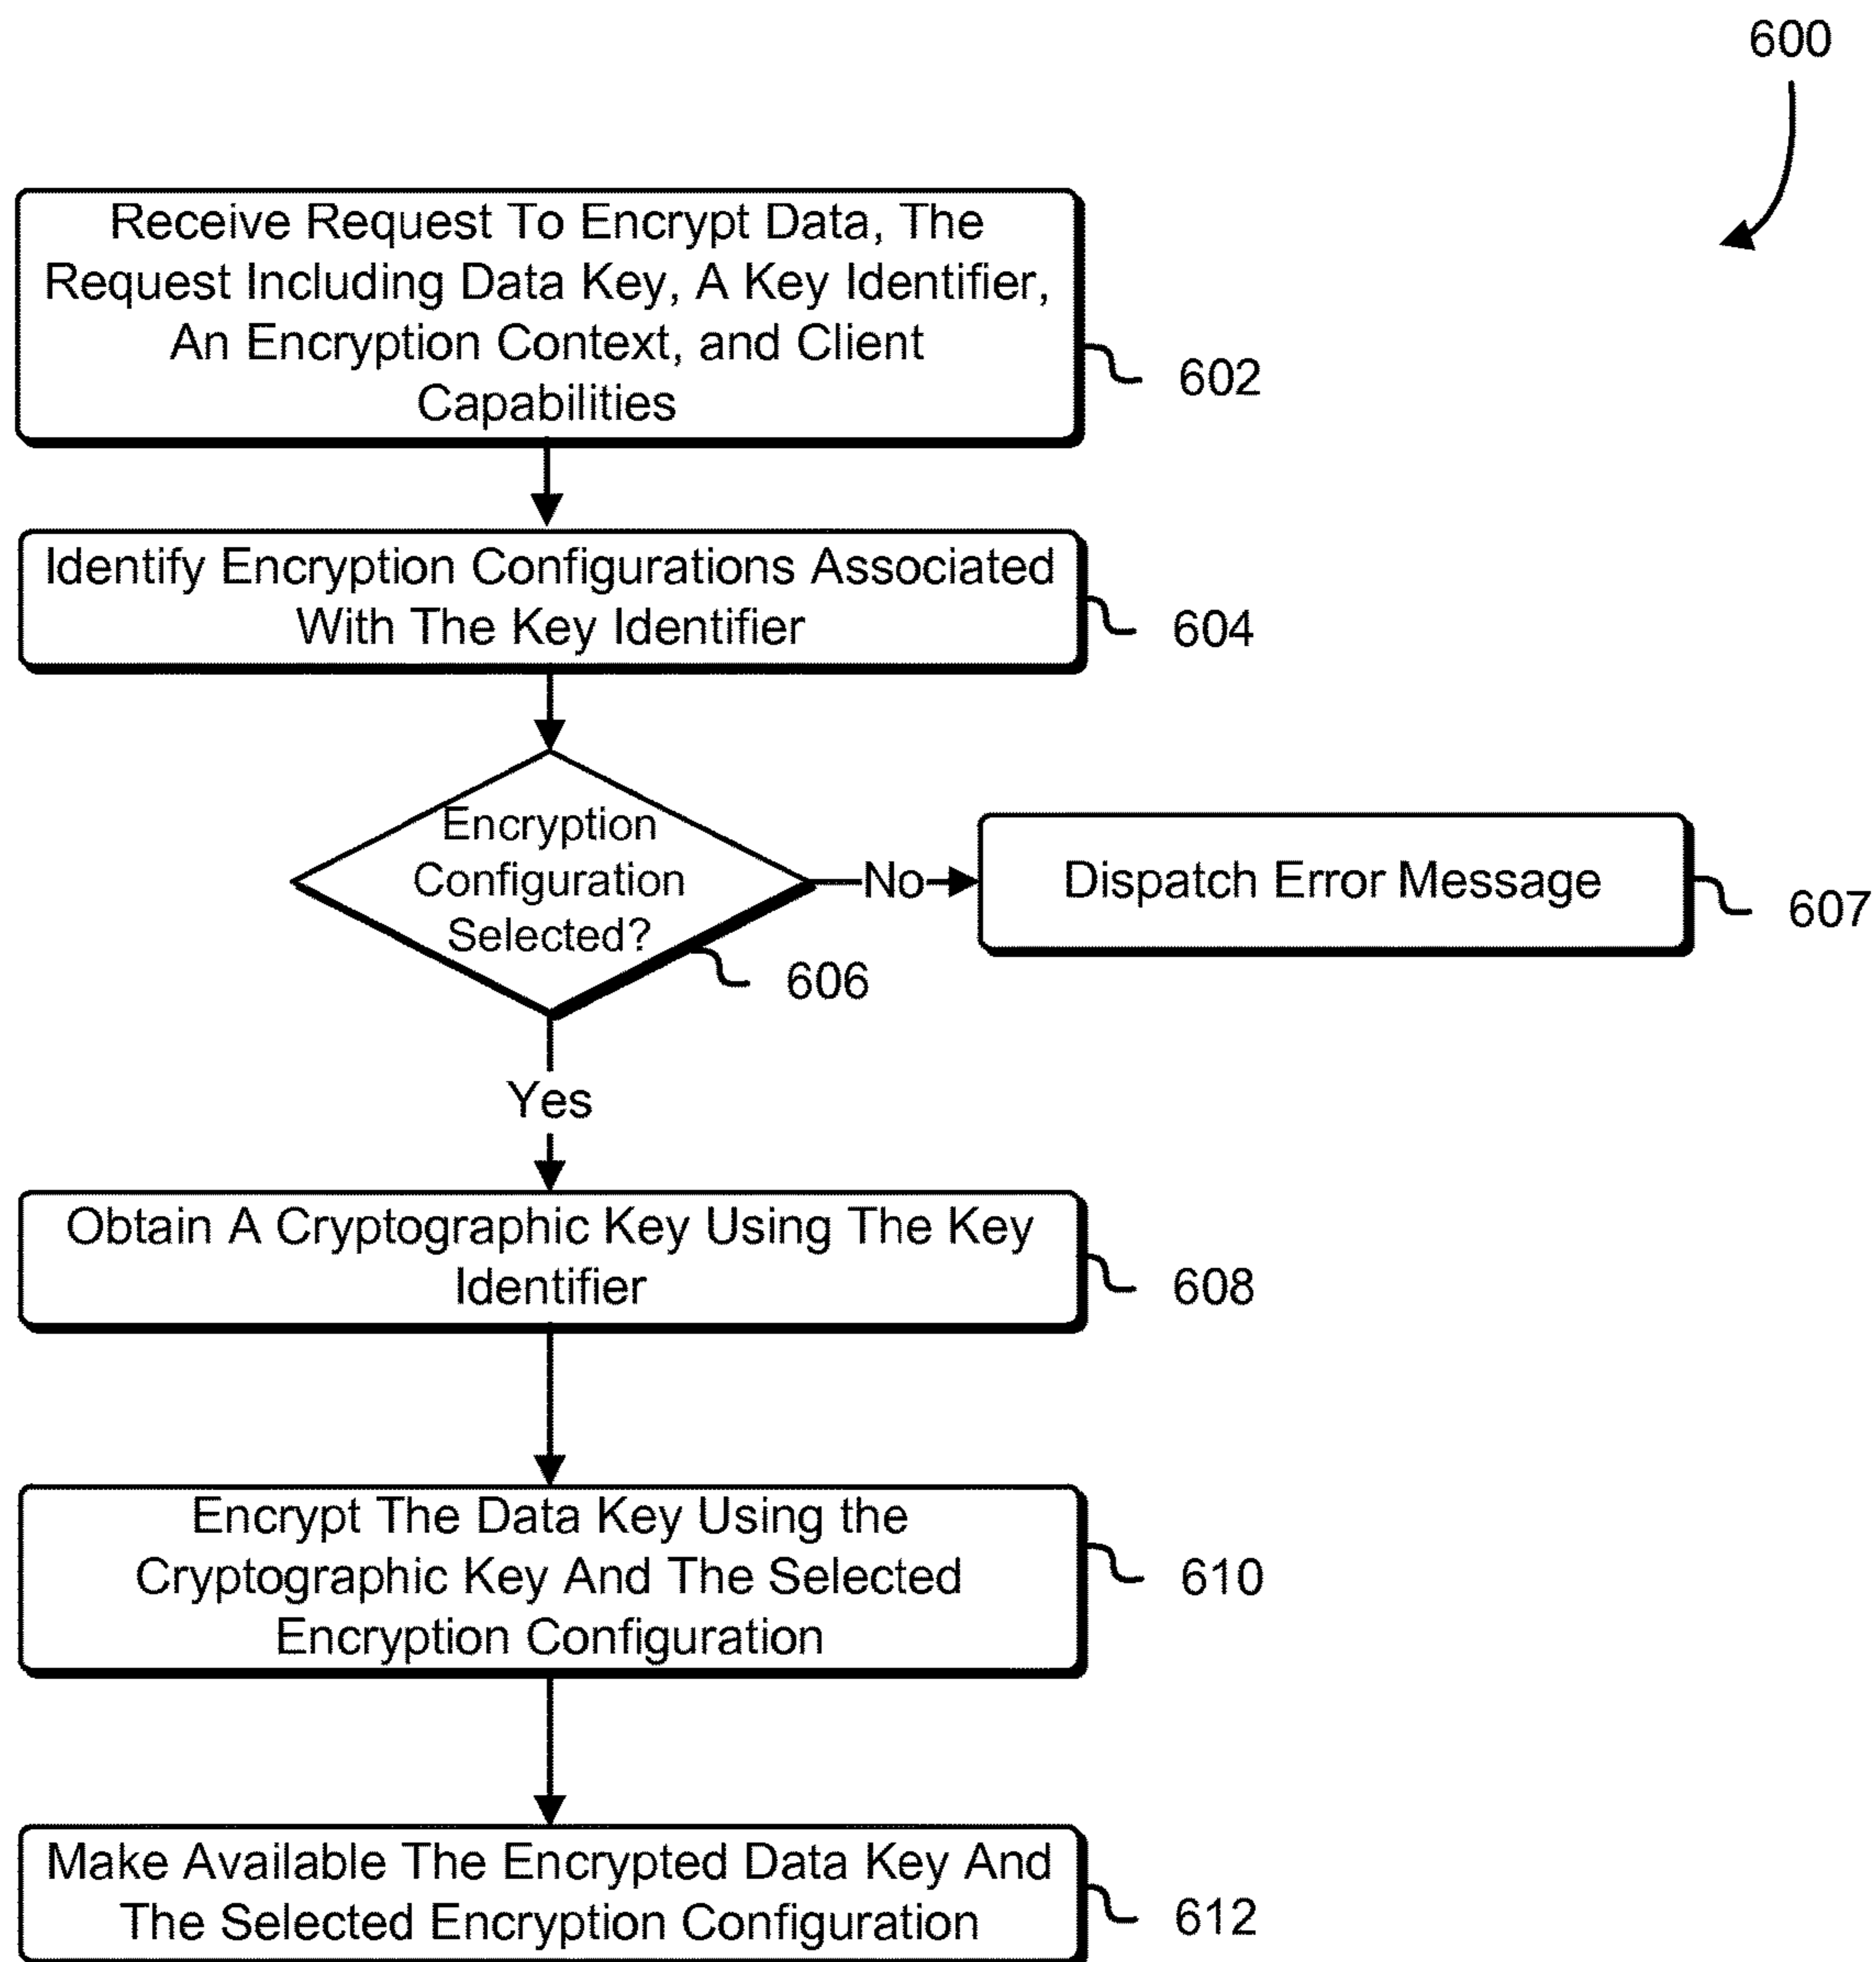 600
Receive Request To Encrypt Data, The
Request Including Data Key, A Key Identifier,
An Encryption Context, and Client
Capabilities
602
Identify Encryption Configurations Associated
With The Key Identifier
604
Encryption
Configuration
Selected?
606
No
Dispatch Error Message
607
Yes
Obtain A Cryptographic Key Using The Key
Identifier
608
Encrypt The Data Key Using the
Cryptographic Key And The Selected
Encryption Configuration
610
Make Available The Encrypted Data Key And
The Selected Encryption Configuration
612